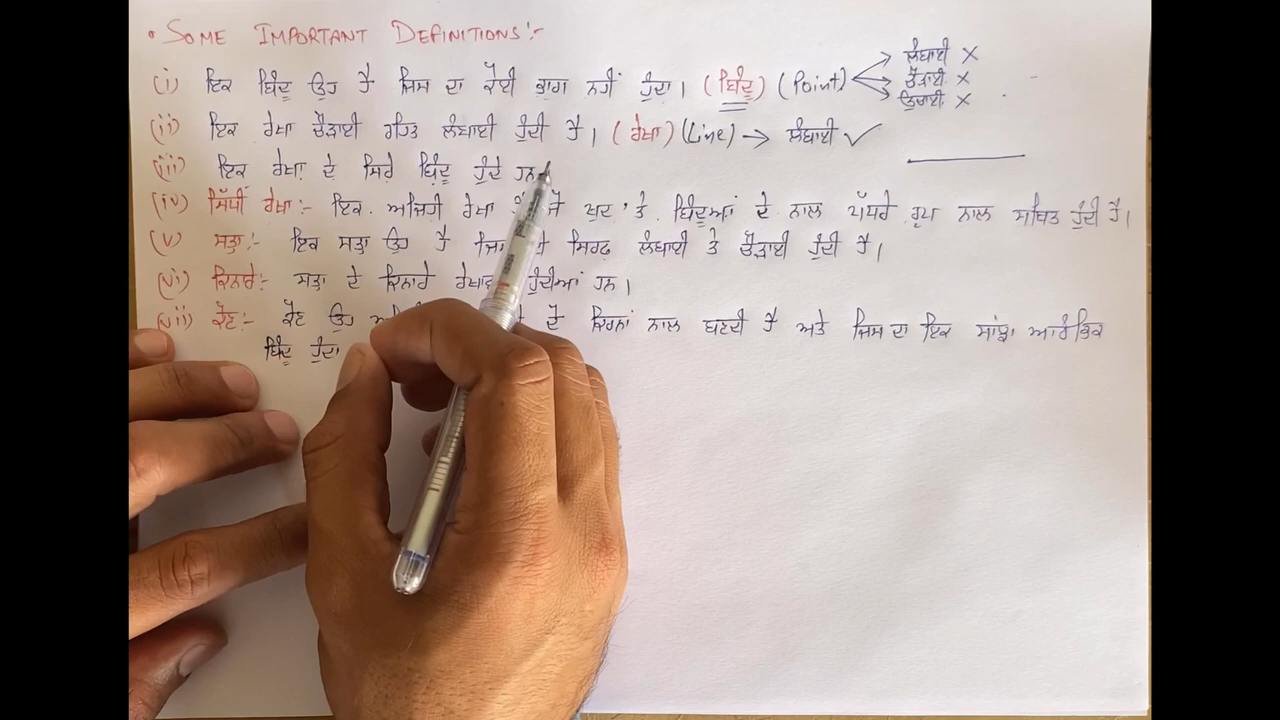 • SOME IMPORTANT DEFINITIONS :-
(i) ਇਕ ਬਿੰਦੂ ਉਹ ਹੈ ਜਿਸ ਦਾ ਕੋਈ ਭਾਗ ਨਹੀਂ ਹੁੰਦਾ। (ਬਿੰਦੂ) (Point)
ਲੰਬਾਈ ×
ਚੌੜਾਈ ×
ਉਚਾਈ ×
(ii) ਇਕ ਰੇਖਾ ਚੌੜਾਈ ਰਹਿਤ ਲੰਬਾਈ ਹੁੰਦੀ ਹੈ। (ਰੇਖਾ) (Line) → ਲੰਬਾਈ ✓
(iii) ਇਕ ਰੇਖਾ ਦੇ ਸਿਰੇ ਬਿੰਦੂ ਹੁੰਦੇ ਹਨ
(iv) ਸਿੱਧੀ ਰੇਖਾ :- ਇਕ ਅਜਿਹੀ ਰੇਖਾ ਜੋ ਖੁਦ 'ਤੇ ਬਿੰਦੂਆਂ ਦੇ ਨਾਲ ਪੱਧਰੇ ਰੂਪ ਨਾਲ ਸਥਿਤ ਹੁੰਦੀ ਹੈ।
(v) ਸਤ੍ਹਾ :- ਇਕ ਸਤ੍ਹਾ ਉਹ ਹੈ ਸਿਰਫ਼ ਲੰਬਾਈ ਤੇ ਚੌੜਾਈ ਹੁੰਦੀ ਹੈ।
(vi) ਕਿਨਾਰੇ :- ਸਤ੍ਹਾ ਦੇ ਕਿਨਾਰੇ ਹੁੰਦੀਆਂ ਹਨ।
(vii) ਕੋਣ :- ਕੋਣ ਉਹ ਦੋ ਕਿਰਨਾਂ ਨਾਲ ਬਣਦੀ ਹੈ ਅਤੇ ਜਿਸ ਦਾ ਇਕ ਸਾਂਝਾ ਆਰੰਭਿਕ
ਬਿੰਦੂ ਹੁੰਦਾ